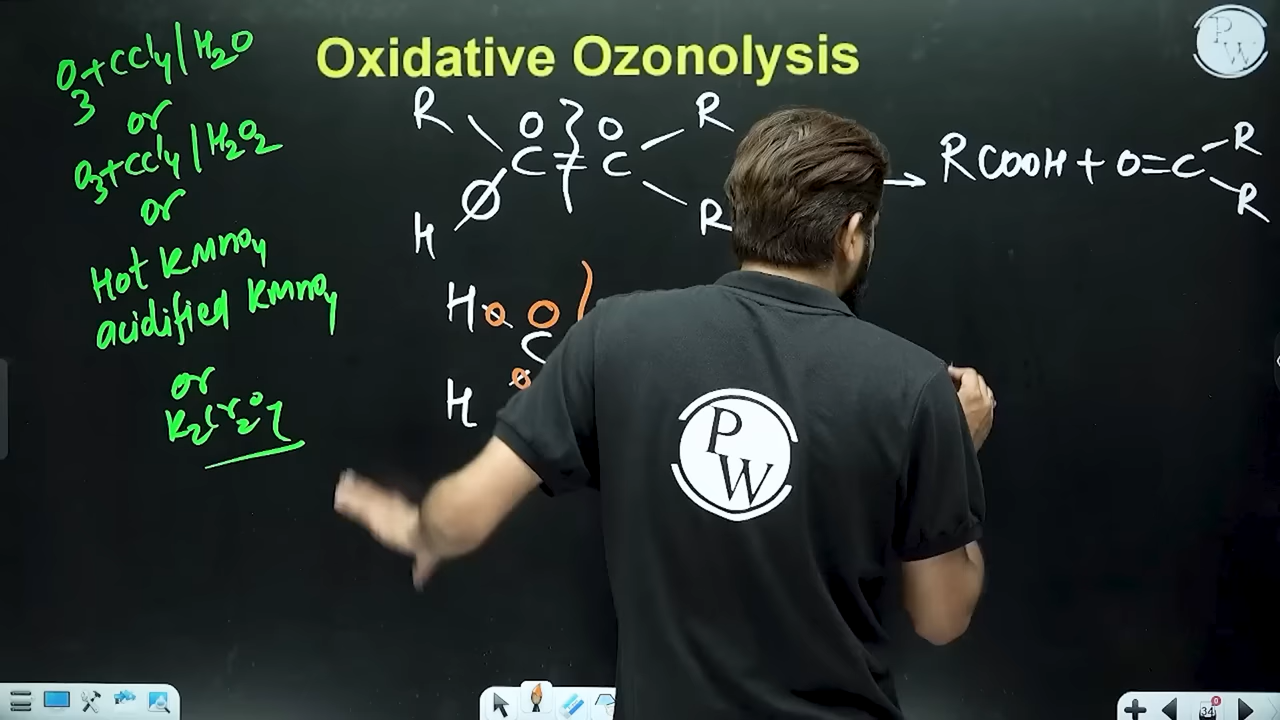 Oxidative Ozonolysis
PW
O3+CCl4/H2O
or
O3+CCl4/H2O2
or
Hot KMnO4
acidified KMnO4
or
K2Cr2O7
R O O R
C = C
H O R
→ RCOOH + O=C R
R
H O O
C
H O
PW
34